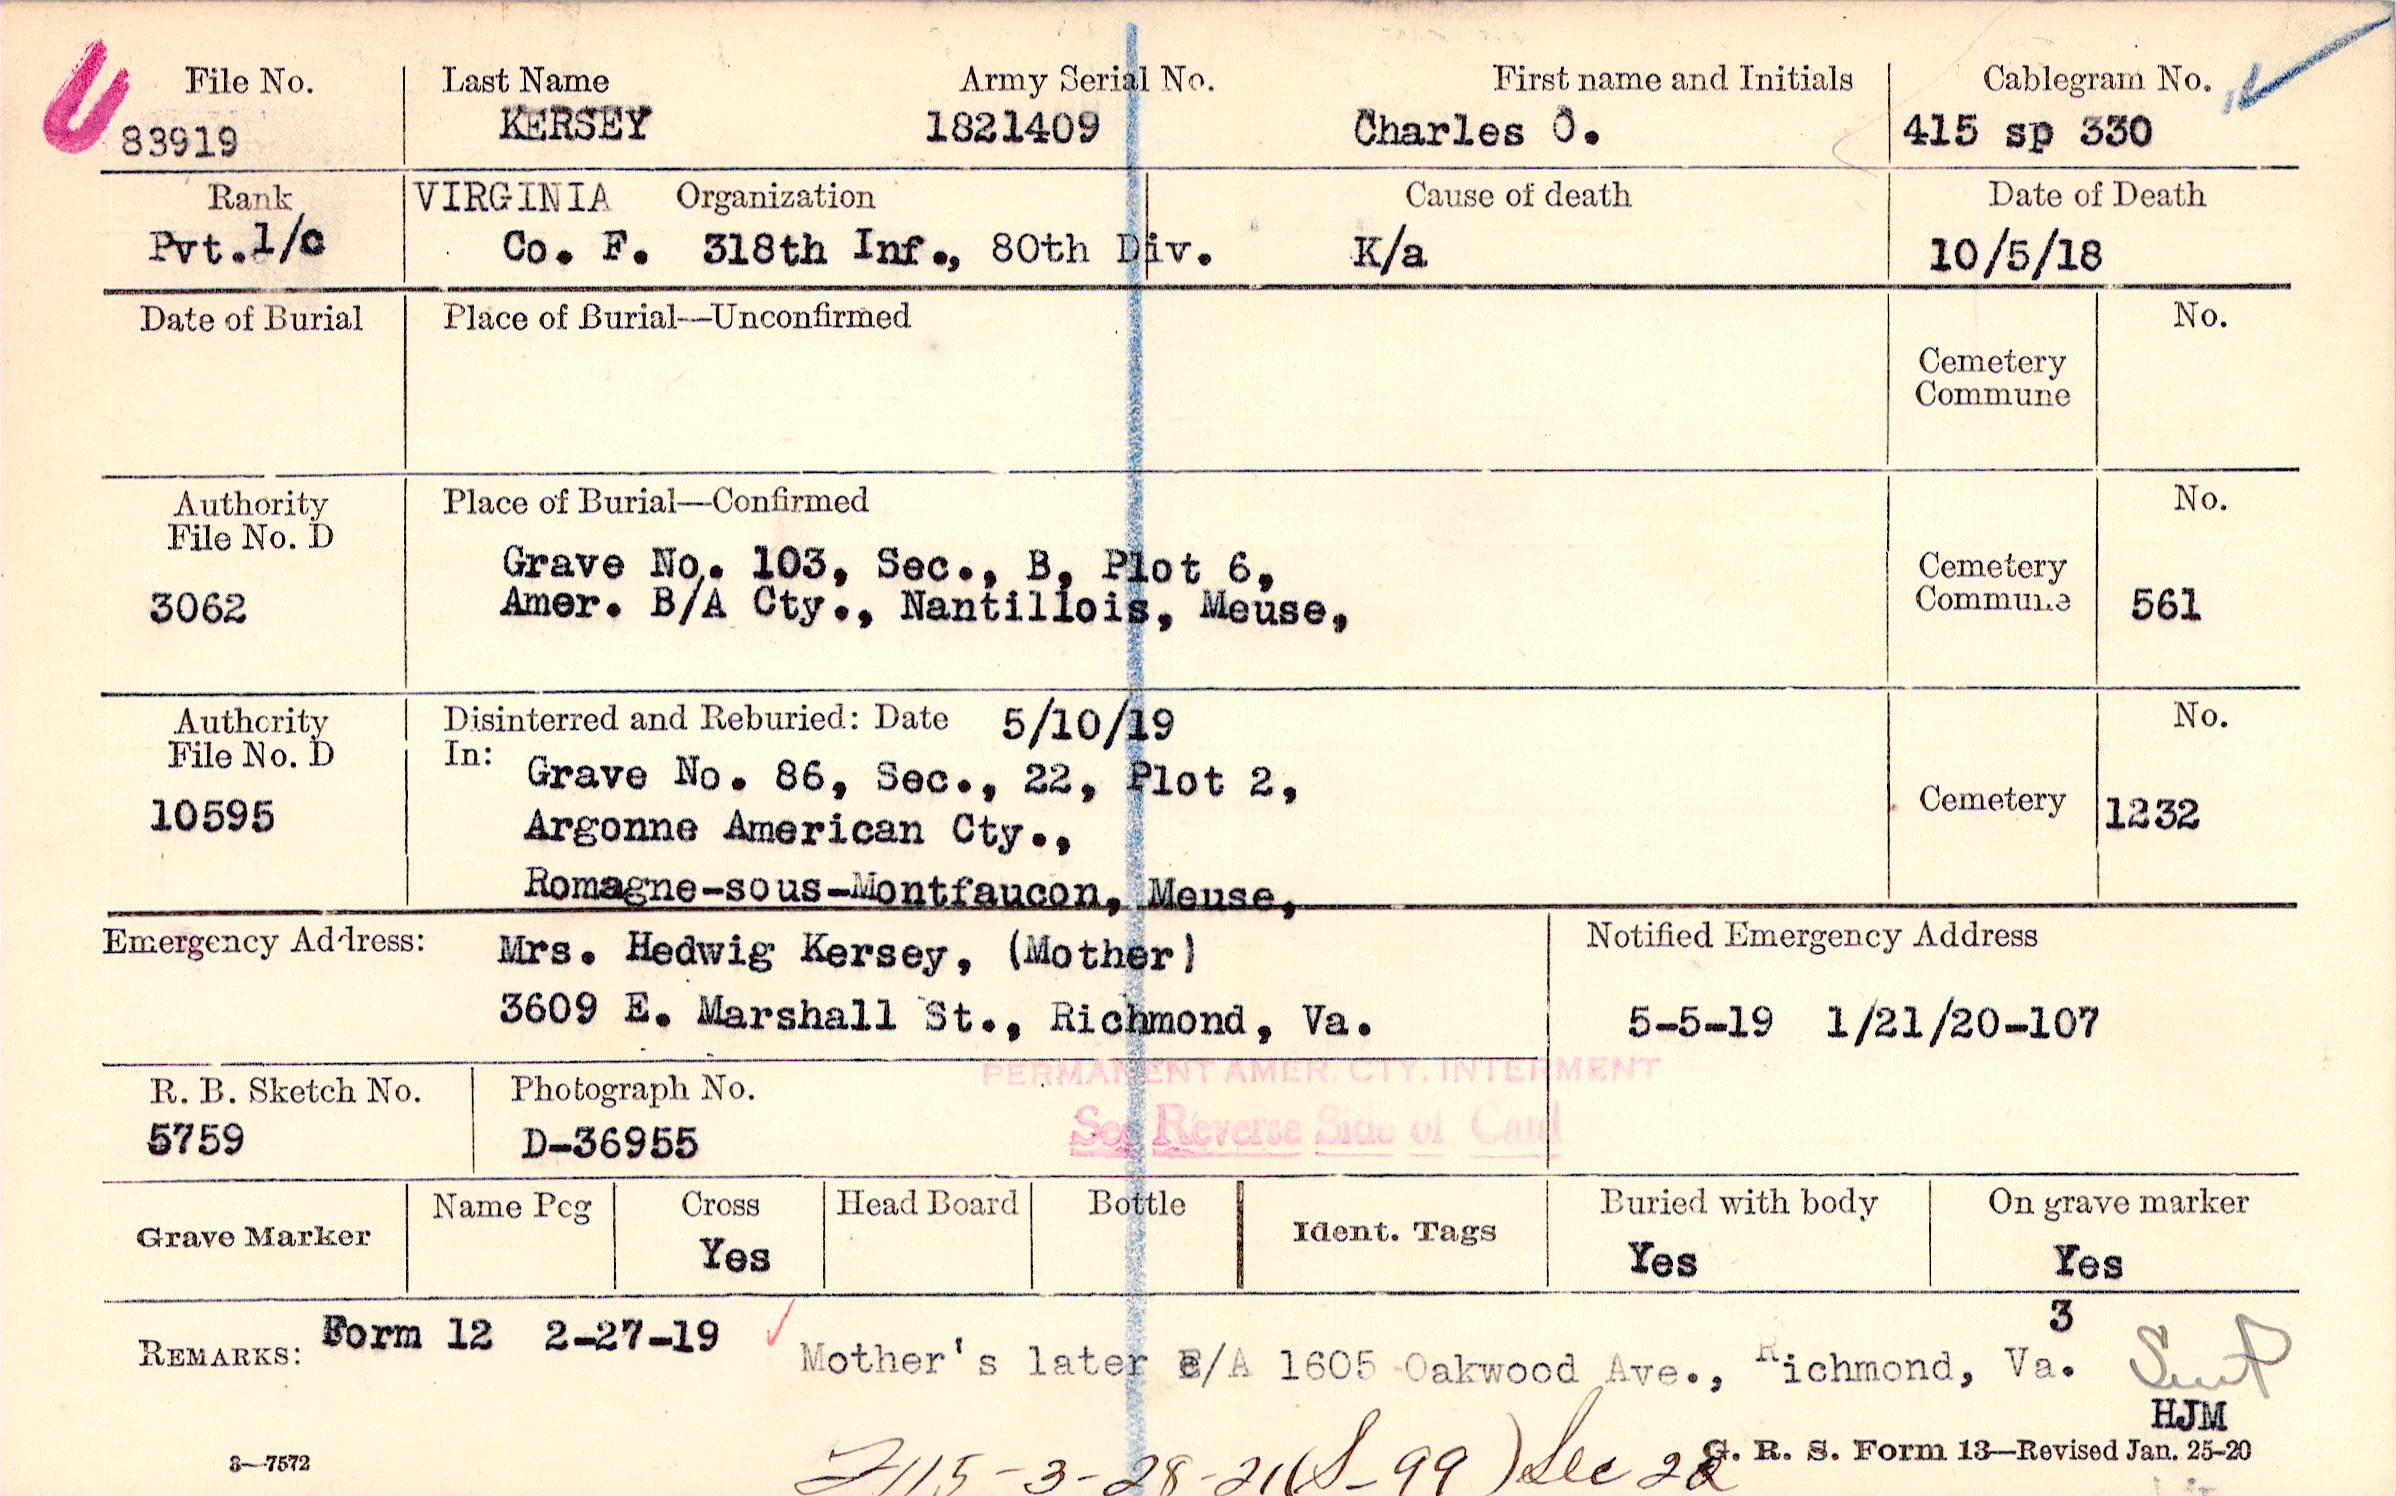 File No. Last Name Army Serial No. First name and Initials Cablegram No.
83919 KERSEY 1821409 Charles O. 415 sp 330
Rank VIRGINIA Organization Cause of death Date of Death
Pvt.1/c Co. F. 318th Inf., 80th Div. K/a 10/5/18
Date of Burial Place of Burial—Unconfirmed No.
Cemetery
Commune
Authority Place of Burial—Confirmed No.
File No. D
Grave No. 103, Sec., B, Plot 6, Cemetery
3062 Amer. B/A Cty., Nantillois, Meuse, Commune 561
Authority Disinterred and Reburied: Date 5/10/19 No.
File No. D In:
Grave No. 86, Sec., 22, Plot 2,
10595 Argonne American Cty., Cemetery 1232
Romagne-sous-Montfaucon, Meuse,
Emergency Address: Mrs. Hedwig Kersey, (Mother) Notified Emergency Address
3609 E. Marshall St., Richmond, Va. 5-5-19 1/21/20-107
PERMANENT AMER. CTY. INTERMENT
R. B. Sketch No. Photograph No.
See Reverse Side of Card
5759 D-36955
Grave Marker Name Peg Cross Head Board Bottle Ident. Tags Buried with body On grave marker
Yes Yes Yes
3
REMARKS: Form 12 2-27-19
Mother's later E/A 1605 Oakwood Ave., Richmond, Va.
HJM
3—7572 G. R. S. Form 13—Revised Jan. 25-20
115-3-28-21(S-99) Sec 22